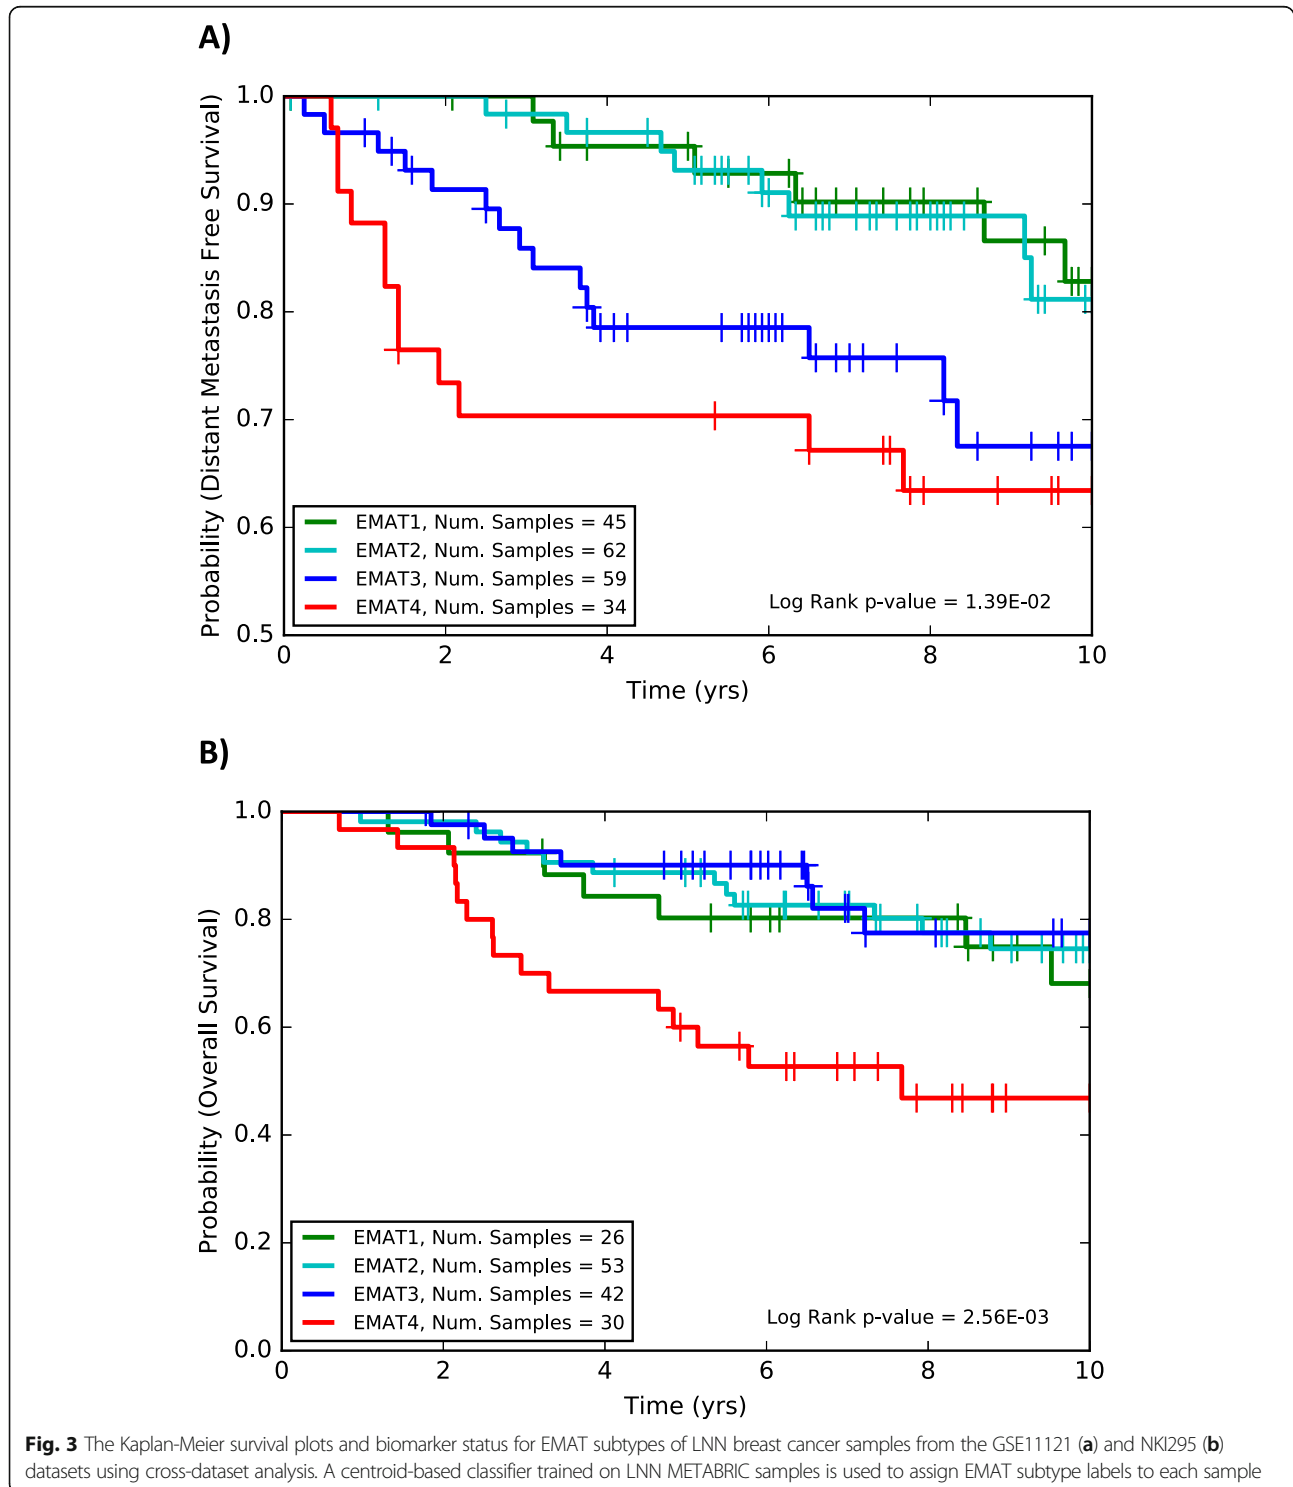 A)
1.0
0.9
0.8
0.7
0.6
0.5
Probability (Distant Metastasis Free Survival)
EMAT1, Num. Samples = 45
EMAT2, Num. Samples = 62
EMAT3, Num. Samples = 59
EMAT4, Num. Samples = 34
Log Rank p-value = 1.39E-02
0 2 4 6 8 10
Time (yrs)
B)
1.0
0.8
0.6
0.4
0.2
0.0
Probability (Overall Survival)
EMAT1, Num. Samples = 26
EMAT2, Num. Samples = 53
EMAT3, Num. Samples = 42
EMAT4, Num. Samples = 30
Log Rank p-value = 2.56E-03
0 2 4 6 8 10
Time (yrs)
Fig. 3 The Kaplan-Meier survival plots and biomarker status for EMAT subtypes of LNN breast cancer samples from the GSE11121 (a) and NKI295 (b)
datasets using cross-dataset analysis. A centroid-based classifier trained on LNN METABRIC samples is used to assign EMAT subtype labels to each sample